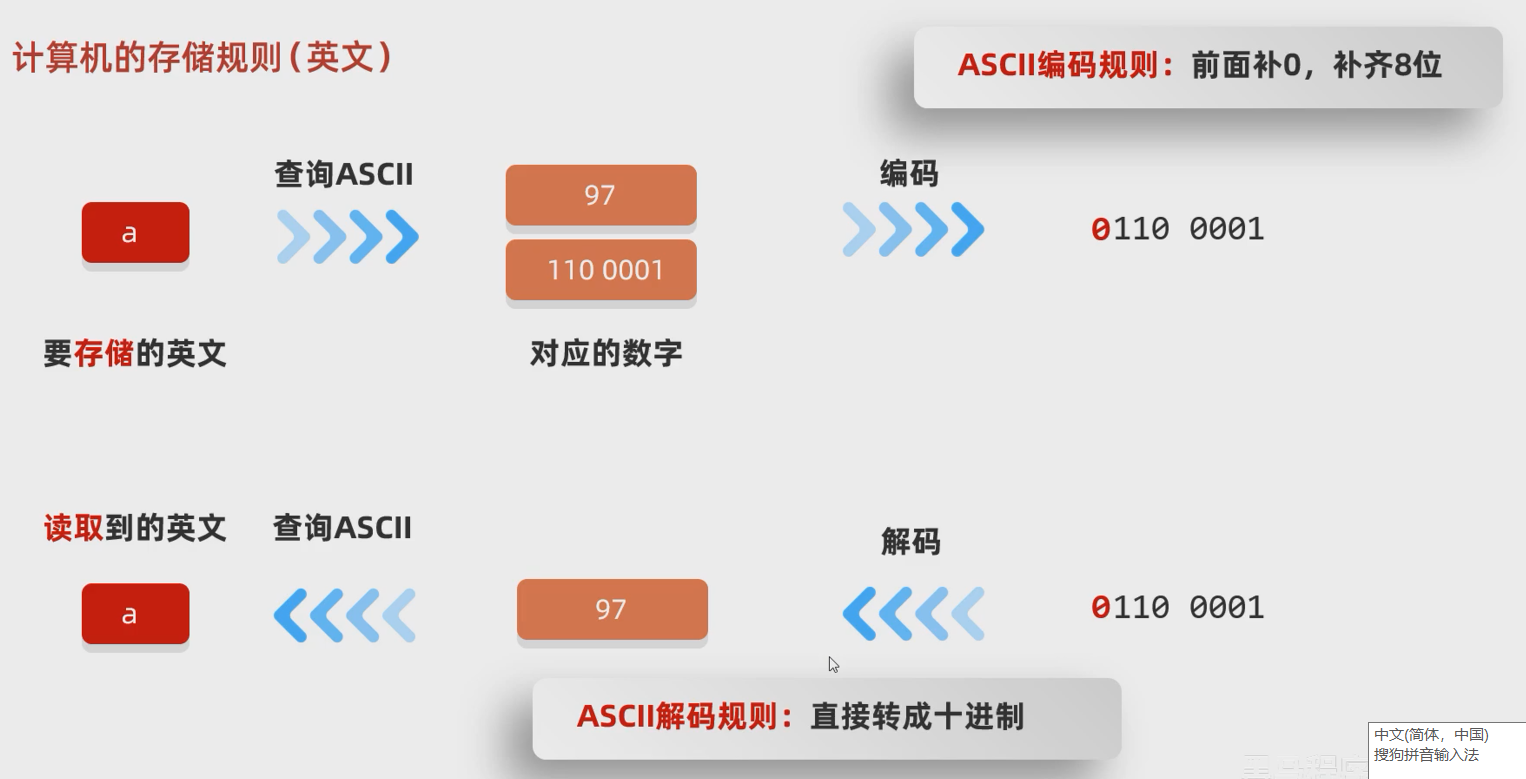 计算机的存储规则(英文)
ASCII编码规则：前面补0，补齐8位
查询ASCII
编码
a
97
110 0001
0110 0001
要存储的英文
对应的数字
读取到的英文
查询ASCII
解码
a
97
0110 0001
ASCII解码规则：直接转成十进制
中文(简体，中国)
搜狗拼音输入法